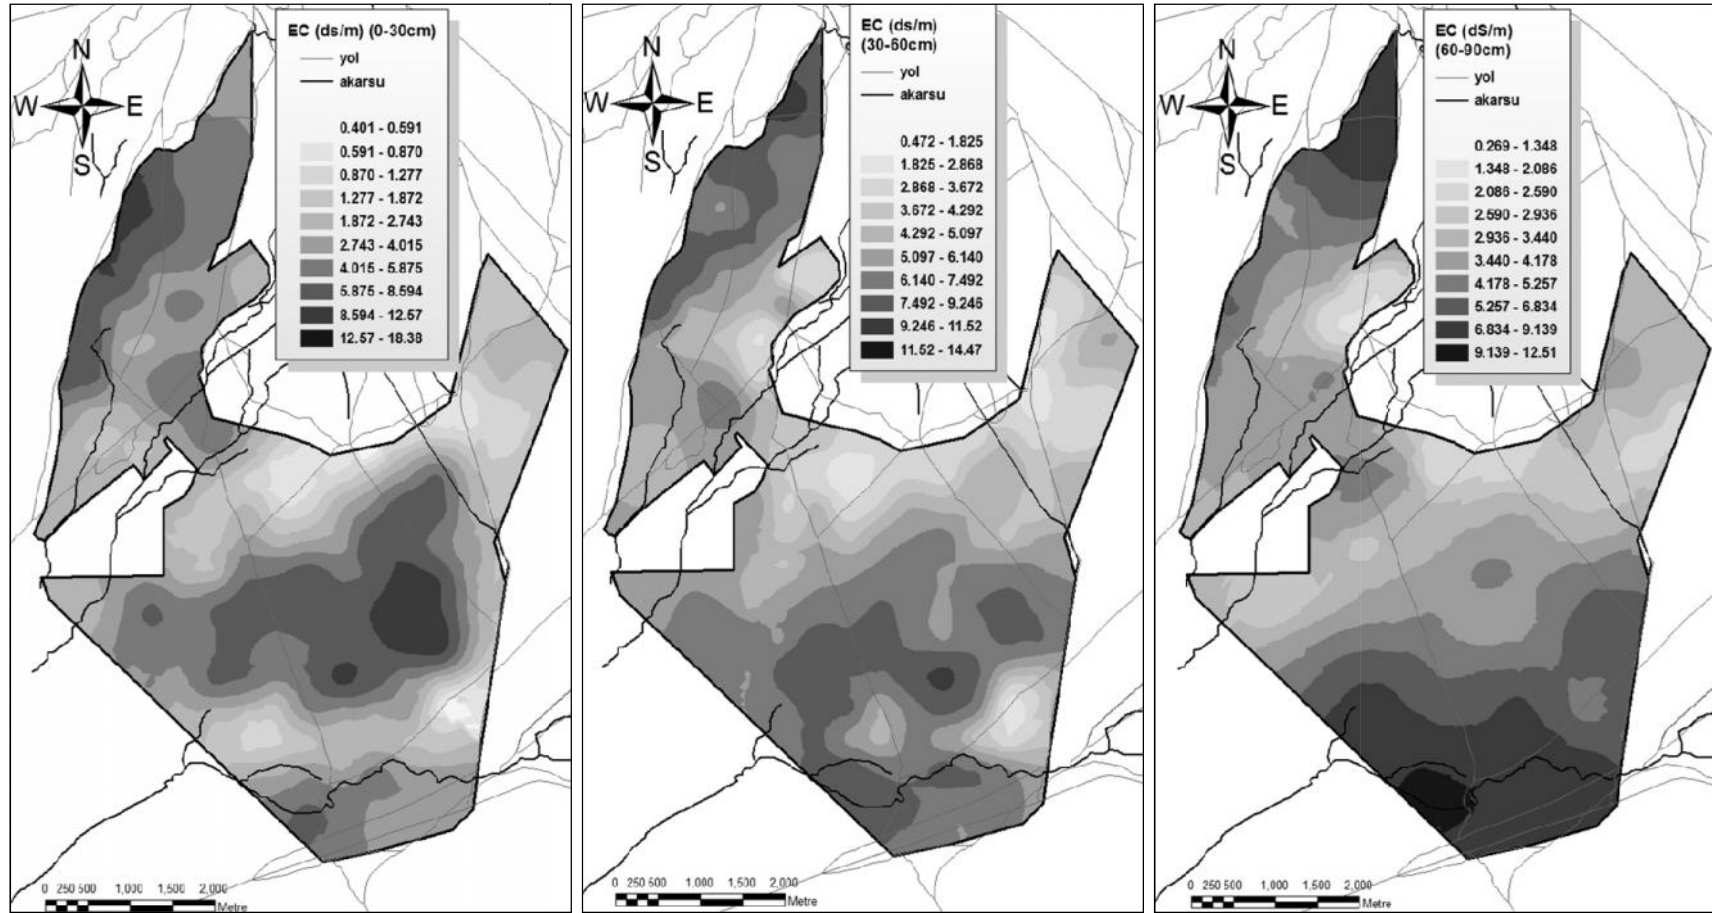 EC (ds/m) (0-30cm)
yol
akarsu
0.401 - 0.591
0.591 - 0.870
0.870 - 1.277
1.277 - 1.872
1.872 - 2.743
2.743 - 4.015
4.015 - 5.875
5.875 - 8.594
8.594 - 12.57
12.57 - 18.38
N
W E
S
0 250 500 1,000 1,500 2,000
Metre
EC (ds/m)
(30-60cm)
yol
akarsu
0.472 - 1.825
1.825 - 2.868
2.868 - 3.672
3.672 - 4.292
4.292 - 5.097
5.097 - 6.140
6.140 - 7.492
7.492 - 9.246
9.246 - 11.52
11.52 - 14.47
N
W E
S
0 250 500 1,000 1,500 2,000
Metre
EC (dS/m)
(60-90cm)
yol
akarsu
0.269 - 1.348
1.348 - 2.086
2.086 - 2.590
2.590 - 2.936
2.936 - 3.440
3.440 - 4.178
4.178 - 5.257
5.257 - 6.834
6.834 - 9.139
9.139 - 12.51
N
W E
S
0 250 500 1,000 1,500 2,000
Metre